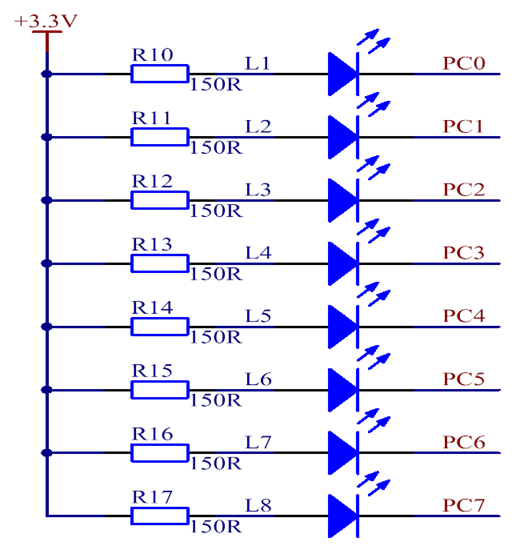 +3.3V
R10 L1 PC0
150R
R11 L2 PC1
150R
R12 L3 PC2
150R
R13 L4 PC3
150R
R14 L5 PC4
150R
R15 L6 PC5
150R
R16 L7 PC6
150R
R17 L8 PC7
150R